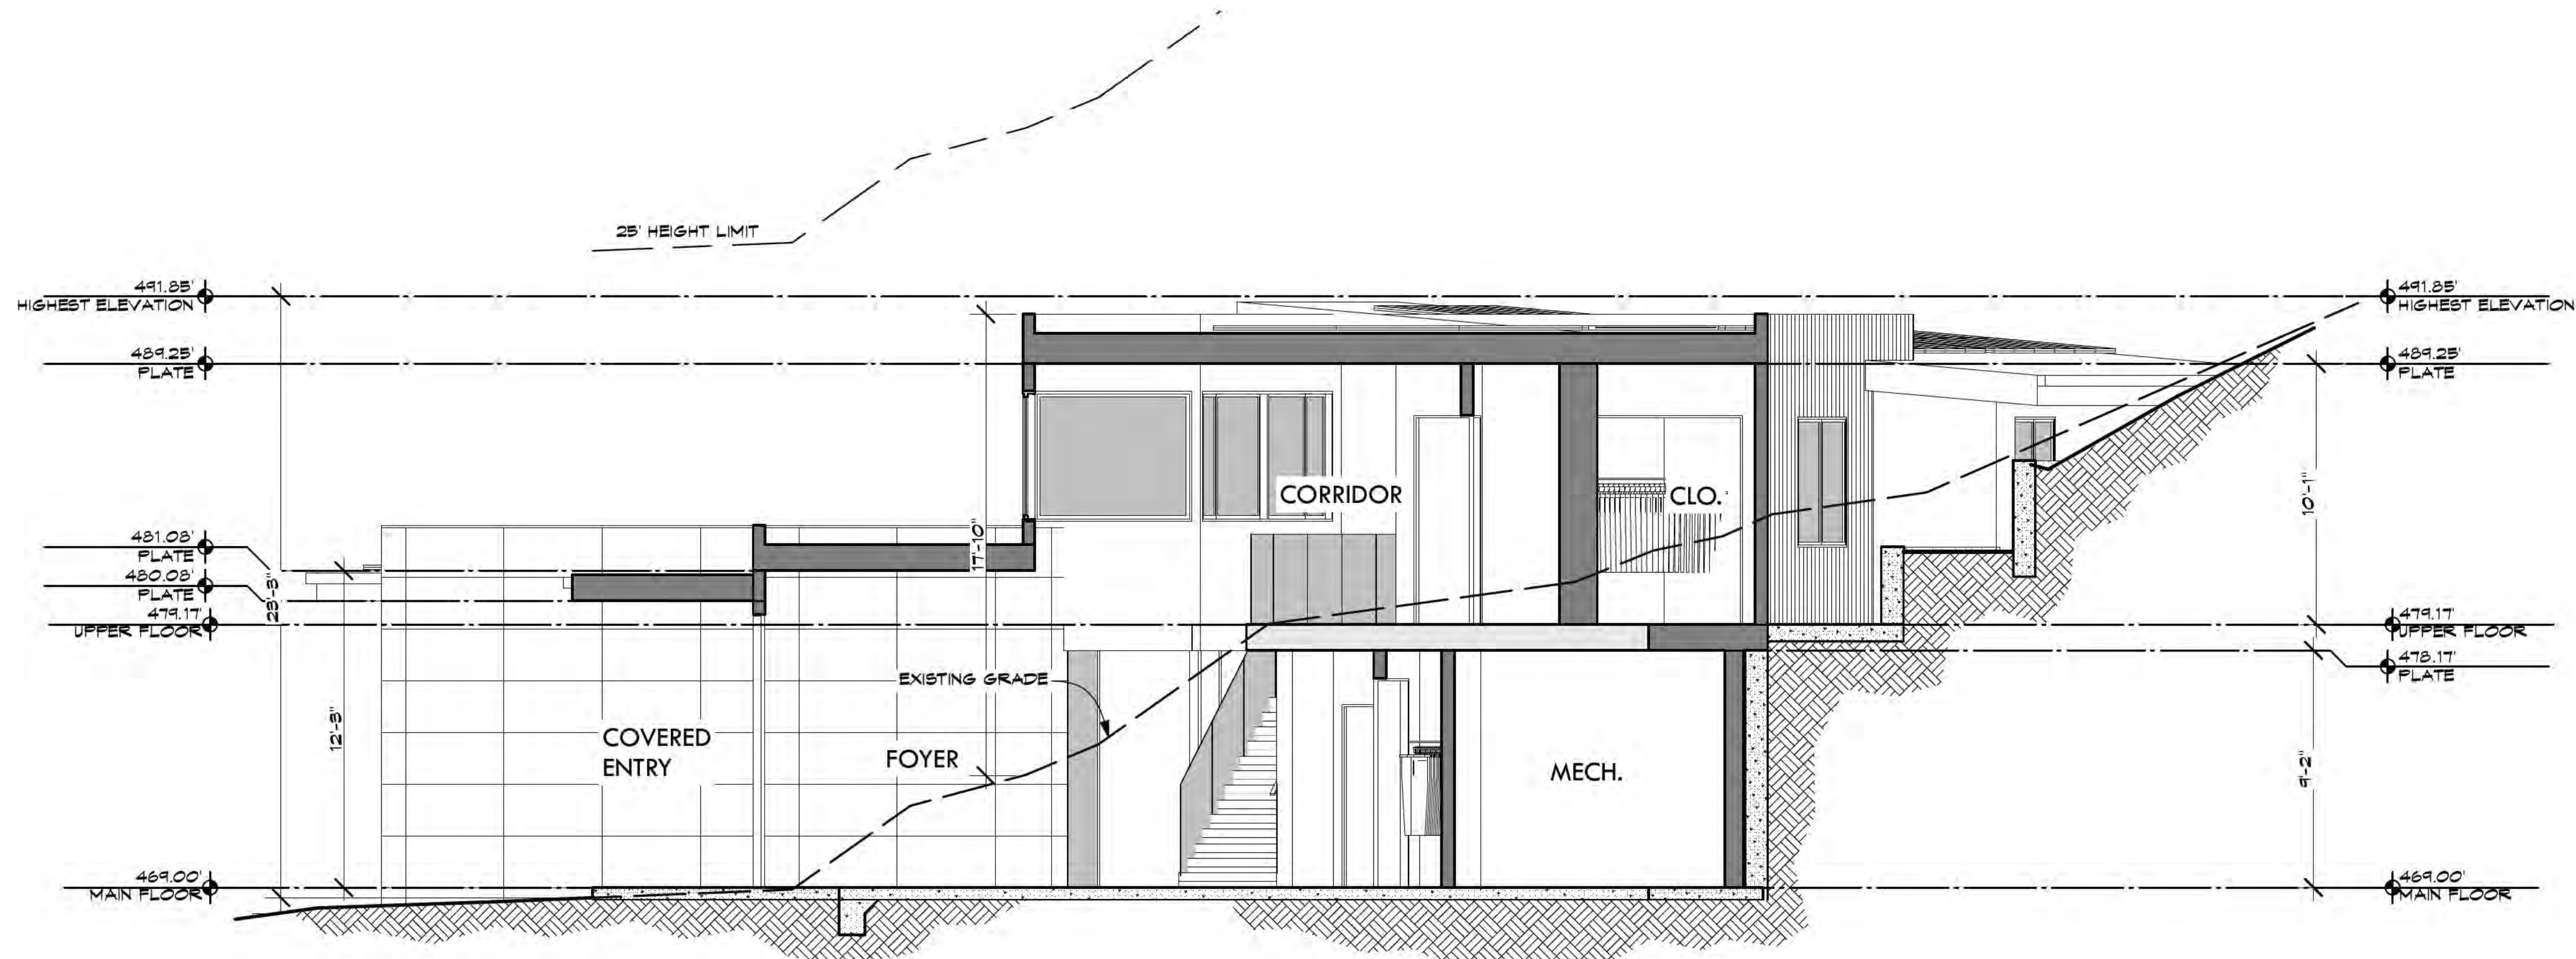 25' HEIGHT LIMIT
491.85'
HIGHEST ELEVATION
491.85'
HIGHEST ELEVATION
489.25'
PLATE
489.25'
PLATE
CORRIDOR
CLO.
10'-1"
17'-10"
481.08'
PLATE
480.08'
PLATE
23'-3"
479.17'
UPPER FLOOR
479.17'
UPPER FLOOR
478.17'
PLATE
EXISTING GRADE
12'-3"
COVERED
ENTRY
FOYER
MECH.
9'-2"
469.00'
MAIN FLOOR
469.00'
MAIN FLOOR